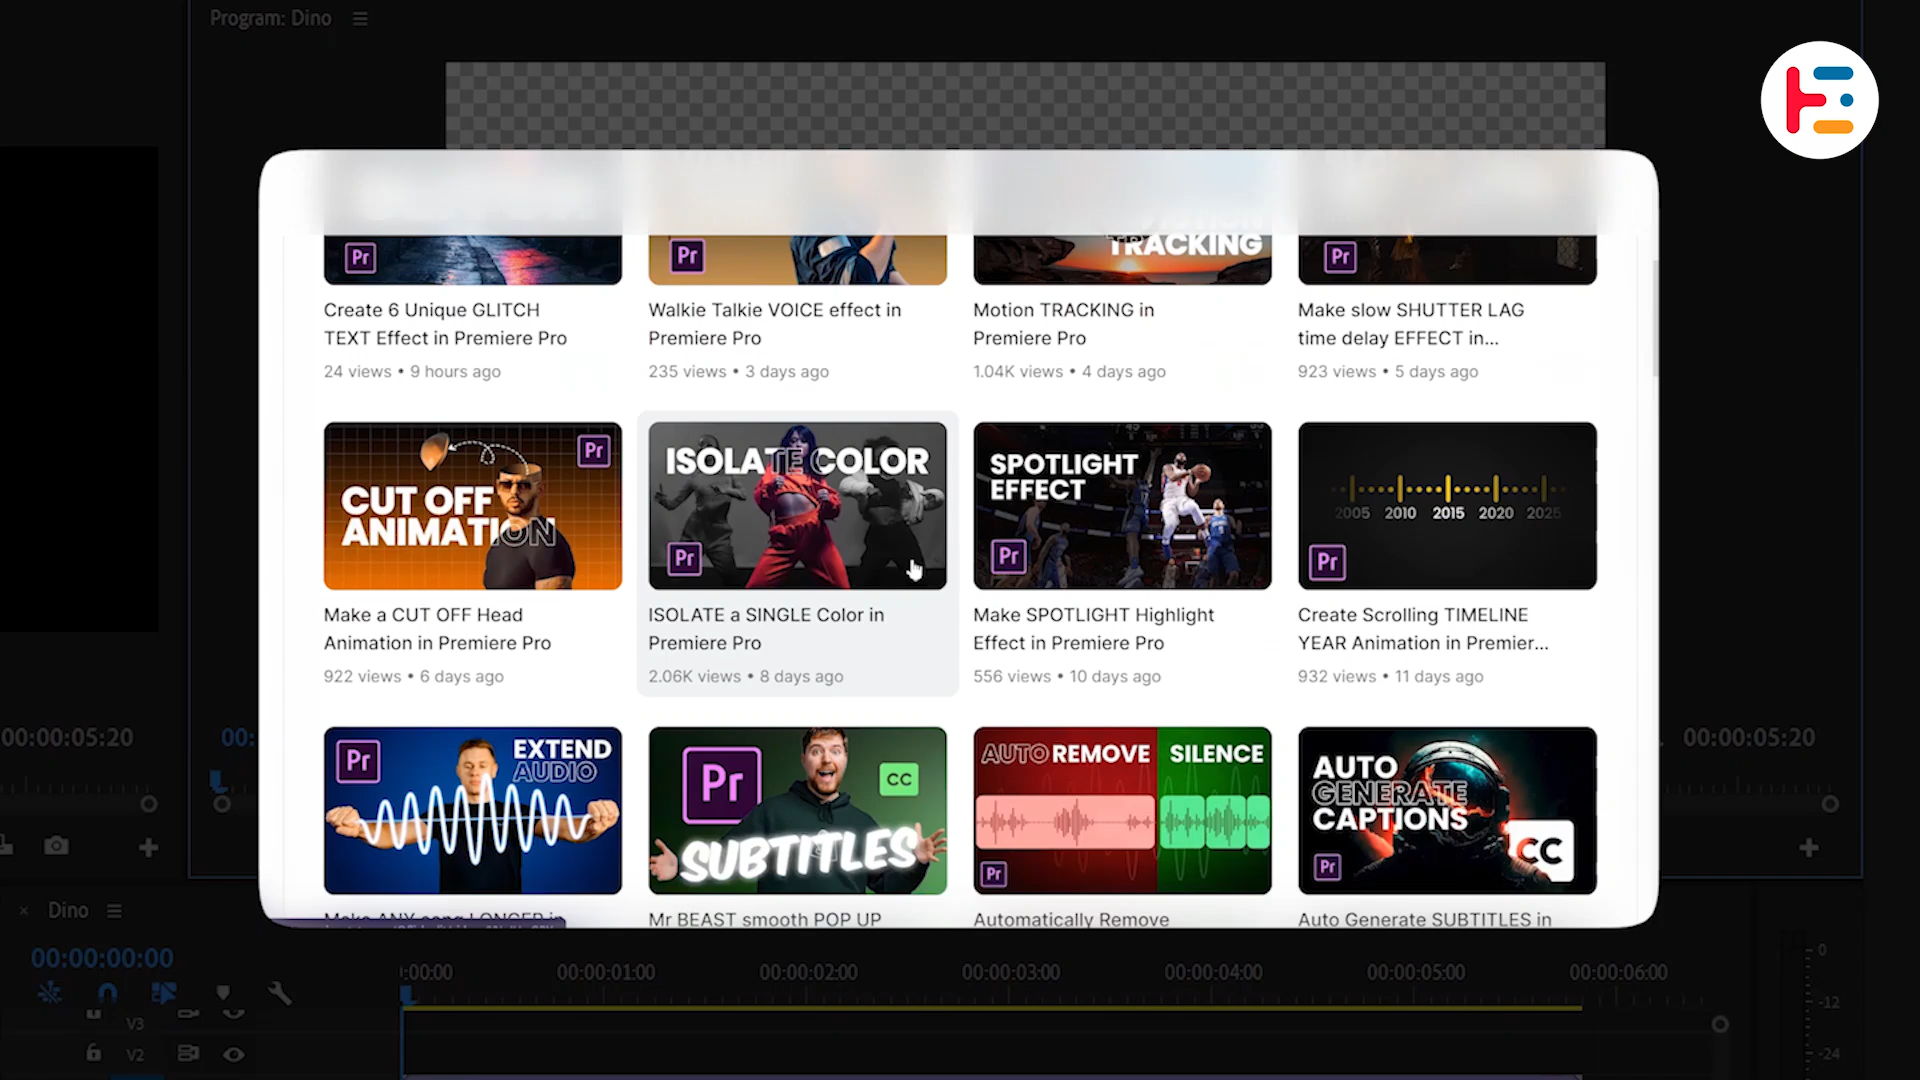 Program: Dino
TRACKING
Pr
Pr
Pr
Create 6 Unique GLITCH
TEXT Effect in Premiere Pro
24 views • 9 hours ago
Walkie Talkie VOICE effect in
Premiere Pro
235 views • 3 days ago
Motion TRACKING in
Premiere Pro
1.04K views • 4 days ago
Make slow SHUTTER LAG
time delay EFFECT in...
923 views • 5 days ago
Pr
CUT OFF
ANIMATION
ISOLATE COLOR
Pr
SPOTLIGHT
EFFECT
Pr
2005 2010 2015 2020 2025
Pr
Make a CUT OFF Head
Animation in Premiere Pro
922 views • 6 days ago
ISOLATE a SINGLE Color in
Premiere Pro
2.06K views • 8 days ago
Make SPOTLIGHT Highlight
Effect in Premiere Pro
556 views • 10 days ago
Create Scrolling TIMELINE
YEAR Animation in Premier...
932 views • 11 days ago
00:00:05:20
00:
00:00:05:20
Pr
EXTEND
AUDIO
Pr
CC
SUBTITLES
AUTO REMOVE SILENCE
Pr
AUTO
GENERATE
CAPTIONS
CC
Pr
Make ANY song LONGER in
Mr BEAST smooth POP UP
Automatically Remove
Auto Generate SUBTITLES in
Dino
00:00:00:00
:00:00
00:00:01:00
00:00:02:00
00:00:03:00
00:00:04:00
00:00:05:00
00:00:06:00
V3
V2
0
-12
-24